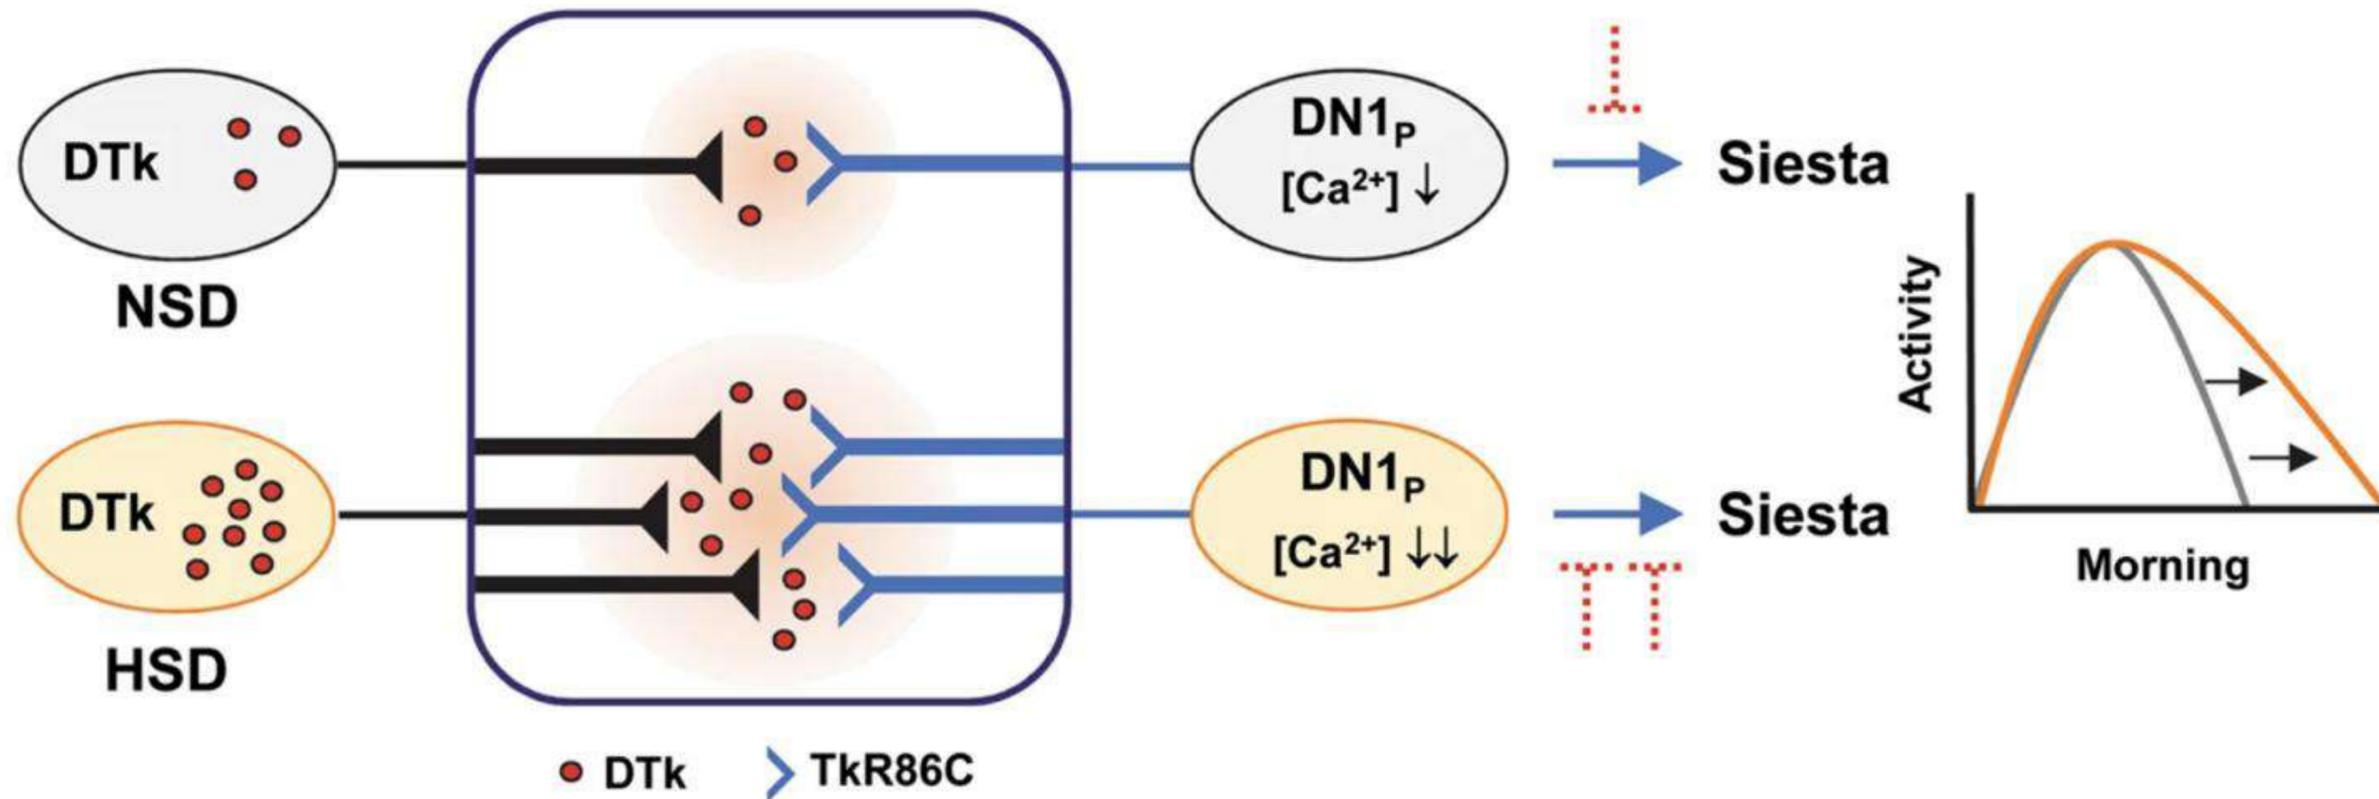 DTk
NSD
DN1P
[Ca2+] ↓
Siesta
DTk
HSD
DN1P
[Ca2+] ↓↓
Siesta
Activity
Morning
DTk
TkR86C